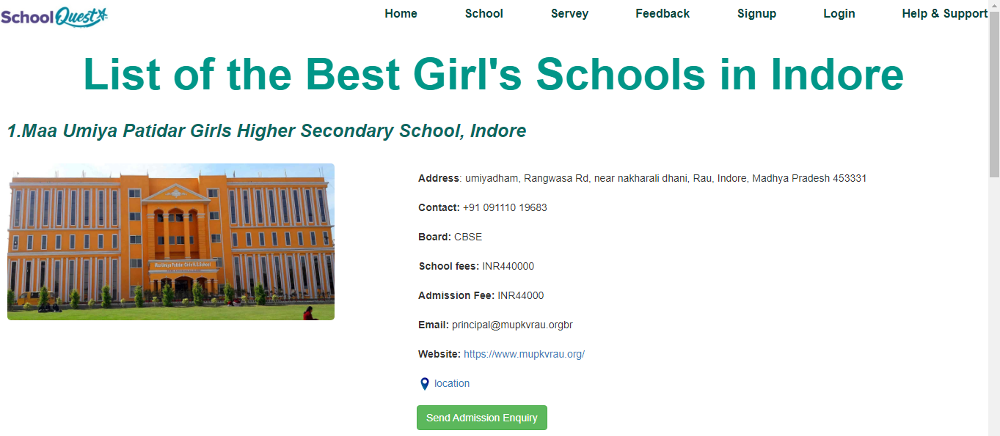 SchoolQuest
Home School Servey Feedback Signup Login Help & Support
List of the Best Girl's Schools in Indore
1.Maa Umiya Patidar Girls Higher Secondary School, Indore
Address: umiyadham, Rangwasa Rd, near nakharali dhani, Rau, Indore, Madhya Pradesh 453331
Contact: +91 091110 19683
Board: CBSE
School fees: INR440000
Admission Fee: INR44000
Email: principal@mupkvrau.orgbr
Website: https://www.mupkvrau.org/
location
Send Admission Enquiry
Maa Umiya Patidar Girls H.S School